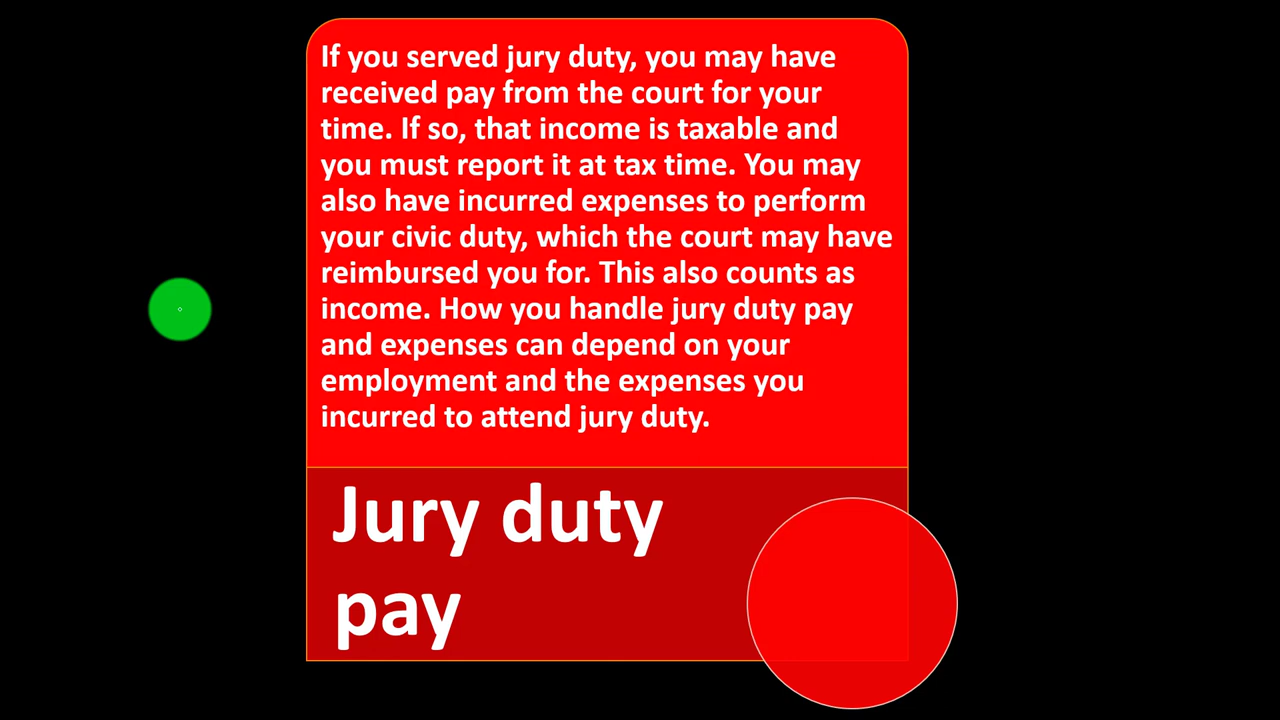 If you served jury duty, you may have
received pay from the court for your
time. If so, that income is taxable and
you must report it at tax time. You may
also have incurred expenses to perform
your civic duty, which the court may have
reimbursed you for. This also counts as
income. How you handle jury duty pay
and expenses can depend on your
employment and the expenses you
incurred to attend jury duty.
Jury duty
pay